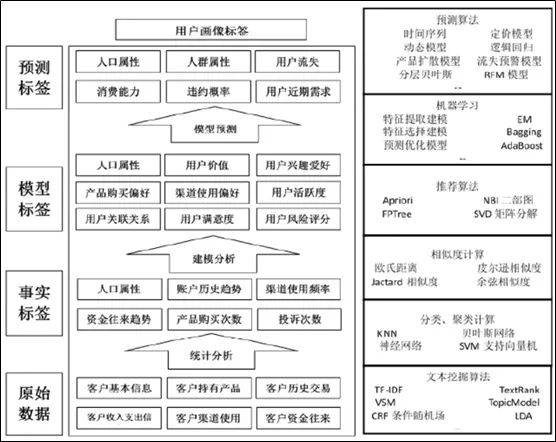 用户画像标签
预测
标签
人口属性 人群属性 用户流失
消费能力 违约概率 用户近期需求
模型预测
模型
标签
人口属性 用户价值 用户兴趣爱好
产品购买偏好 渠道使用偏好 用户活跃度
用户关联关系 用户满意度 用户风险评分
建模分析
事实
标签
人口属性 账户历史趋势 渠道使用频率
资金往来趋势 产品购买次数 投诉次数
统计分析
原始
数据
客户基本信息 客户持有产品 客户历史交易
客户收入支出信 客户渠道使用 客户资金往来
预测算法
时间序列 定价模型
动态模型 逻辑回归
产品扩散模型 流失预警模型
分层贝叶斯 RFM 模型
...
机器学习
特征提取建模 EM
特征选择建模 Bagging
预测优化模型 AdaBoost
...
推荐算法
Apriori NBI 二部图
FPTree SVD 矩阵分解
相似度计算
欧氏距离 皮尔逊相似度
Jactard 相似度 余弦相似度
分类、聚类计算
KNN 贝叶斯网络
神经网络 SVM 支持向量机
文本挖掘算法
TF-IDF TextRank
VSM TopicModel
CRF 条件随机场 LDA
...